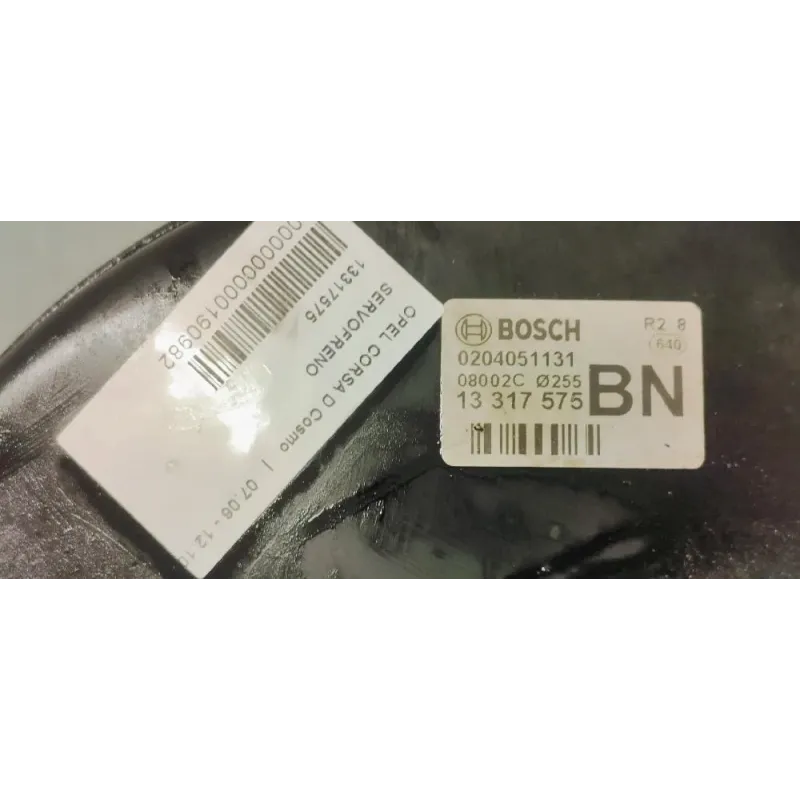 0000000000190982
13317575
SERVOFRENO
OPEL CORSA D Cosmo | 07.06 - 12.10
BOSCH
R2 8
0204051131
640
08002C Ø255
13 317 575
BN